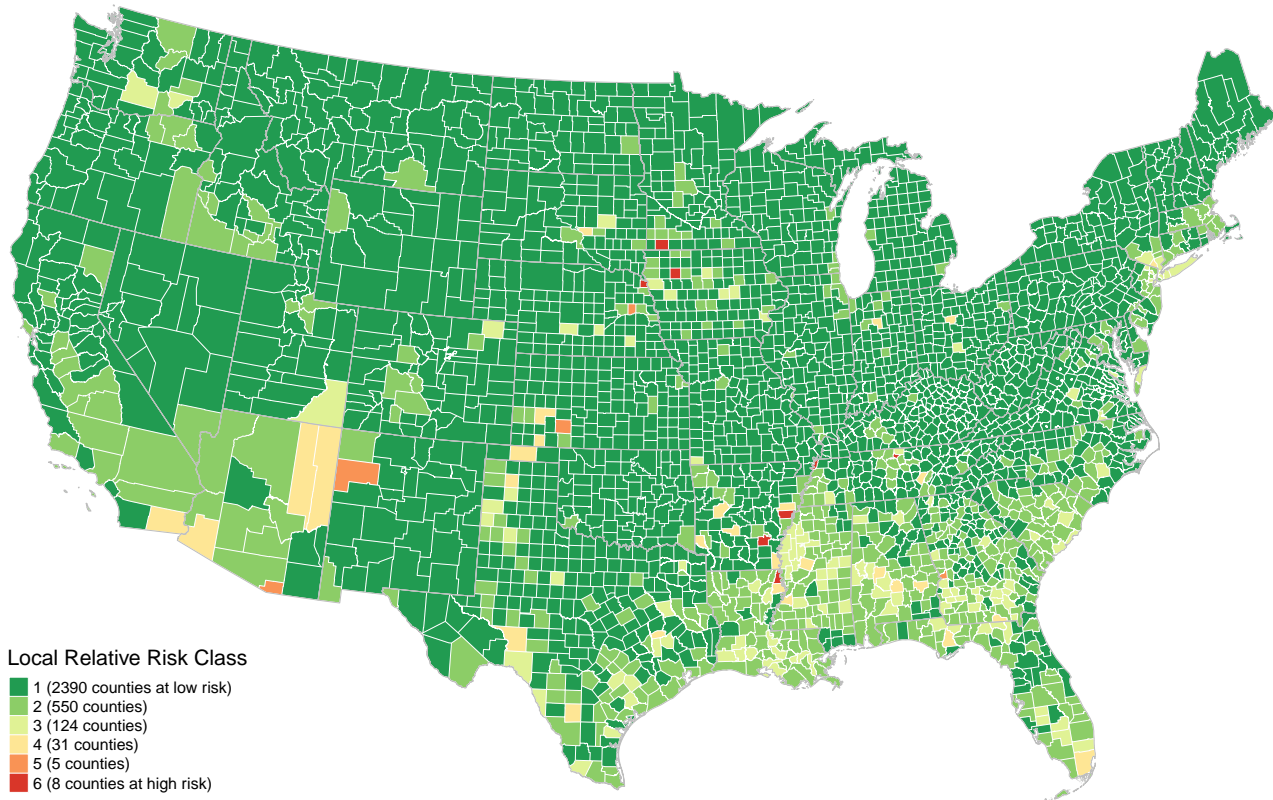 Local Relative Risk Class
1 (2390 counties at low risk)
2 (550 counties)
3 (124 counties)
4 (31 counties)
5 (5 counties)
6 (8 counties at high risk)